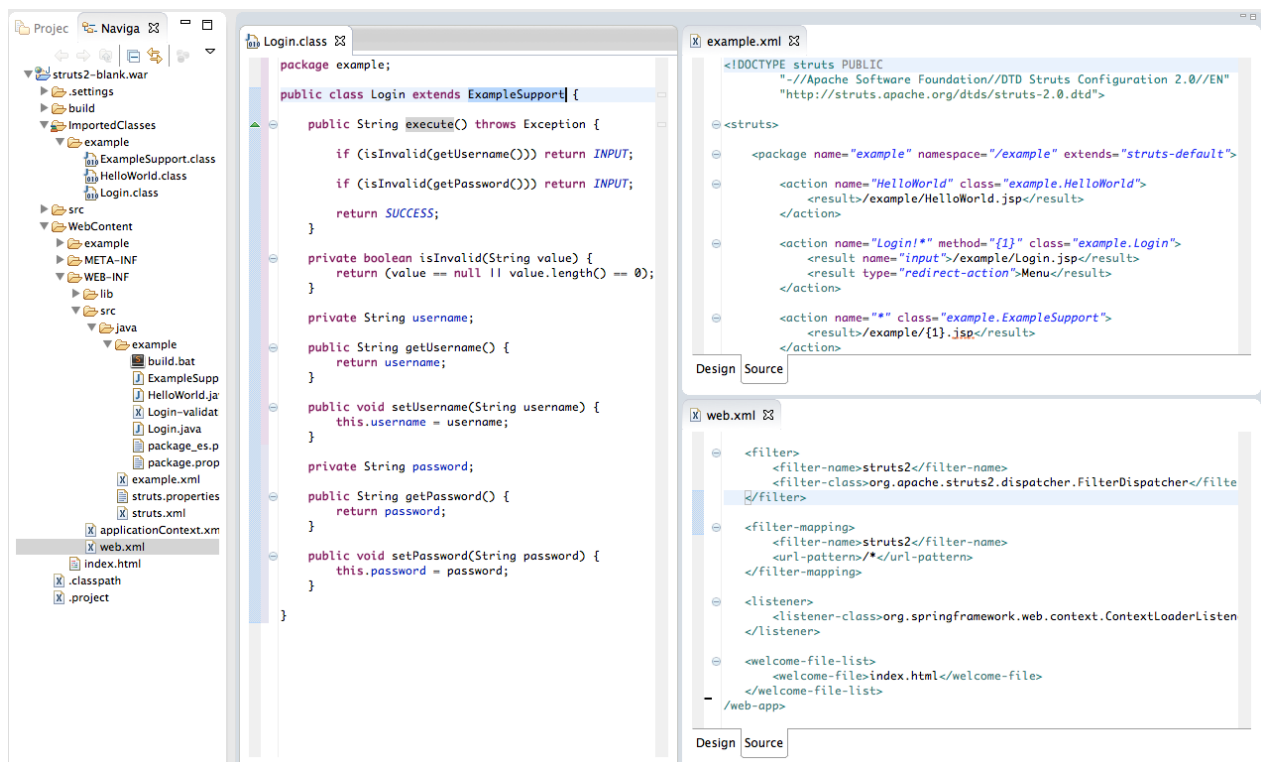 Projec
Naviga
struts2-blank.war
.settings
build
ImportedClasses
example
ExampleSupport.class
HelloWorld.class
Login.class
src
WebContent
example
META-INF
WEB-INF
lib
src
java
example
build.bat
ExampleSupp
HelloWorld.ja
Login-validat
Login.java
package_es.p
package.prop
example.xml
struts.properties
struts.xml
applicationContext.xm
web.xml
index.html
.classpath
.project
Login.class
package example;
public class Login extends ExampleSupport {
public String execute() throws Exception {
if (isInvalid(getUsername())) return INPUT;
if (isInvalid(getPassword())) return INPUT;
return SUCCESS;
}
private boolean isInvalid(String value) {
return (value == null || value.length() == 0);
}
private String username;
public String getUsername() {
return username;
}
public void setUsername(String username) {
this.username = username;
}
private String password;
public String getPassword() {
return password;
}
public void setPassword(String password) {
this.password = password;
}
}
example.xml
<!DOCTYPE struts PUBLIC
"-//Apache Software Foundation//DTD Struts Configuration 2.0//EN"
"http://struts.apache.org/dtds/struts-2.0.dtd">
<struts>
<package name="example" namespace="/example" extends="struts-default">
<action name="HelloWorld" class="example.HelloWorld">
<result>/example/HelloWorld.jsp</result>
</action>
<action name="Login!*" method="{1}" class="example.Login">
<result name="input">/example/Login.jsp</result>
<result type="redirect-action">Menu</result>
</action>
<action name="*" class="example.ExampleSupport">
<result>/example/{1}.jsp</result>
</action>
Design Source
web.xml
<filter>
<filter-name>struts2</filter-name>
<filter-class>org.apache.struts2.dispatcher.FilterDispatcher</filte
</filter>
<filter-mapping>
<filter-name>struts2</filter-name>
<url-pattern>/*</url-pattern>
</filter-mapping>
<listener>
<listener-class>org.springframework.web.context.ContextLoaderListen
</listener>
<welcome-file-list>
<welcome-file>index.html</welcome-file>
</welcome-file-list>
/web-app>
Design Source